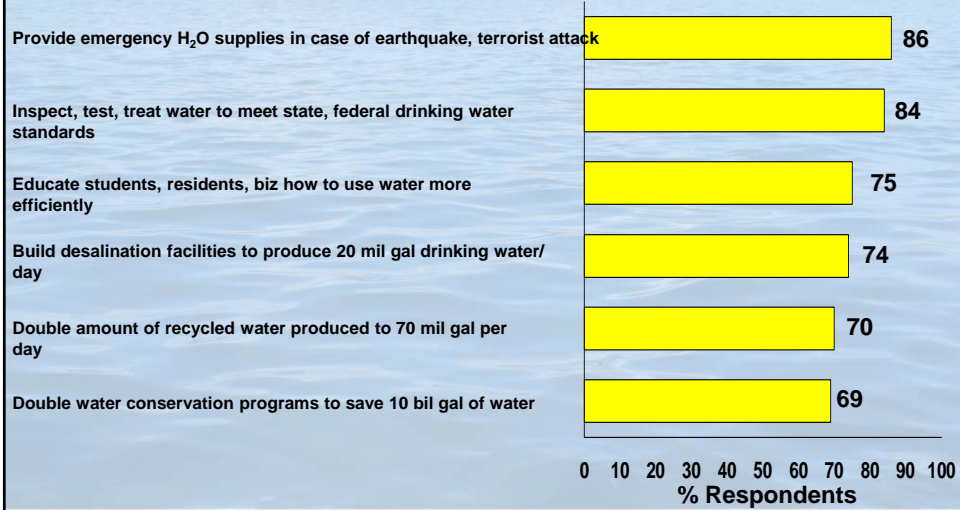 Provide emergency H₂O supplies in case of earthquake, terrorist attack
86
Inspect, test, treat water to meet state, federal drinking water
standards
84
Educate students, residents, biz how to use water more
efficiently
75
Build desalination facilities to produce 20 mil gal drinking water/
day
74
Double amount of recycled water produced to 70 mil gal per
day
70
Double water conservation programs to save 10 bil gal of water
69
0 10 20 30 40 50 60 70 80 90 100
% Respondents